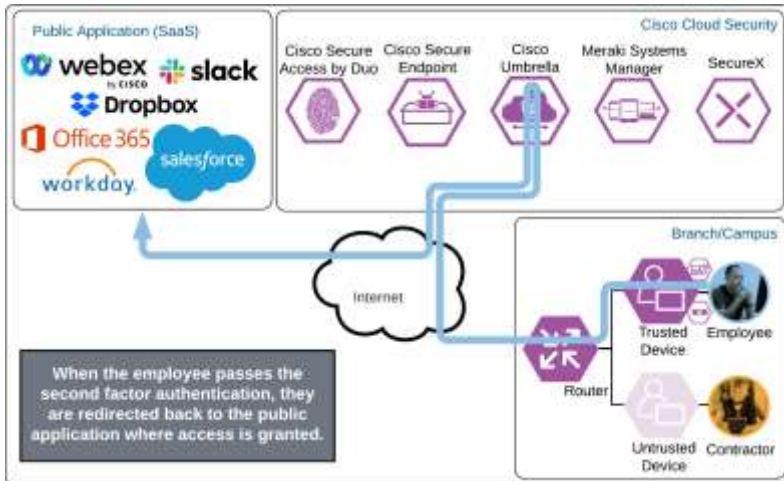 Public Application (SaaS)
webex
by CISCO
slack
Dropbox
Office 365
salesforce
workday.
Cisco Cloud Security
Cisco Secure
Access by Duo
Cisco Secure
Endpoint
Cisco
Umbrella
Meraki Systems
Manager
SecureX
Internet
Branch/Campus
Trusted
Device
Employee
Router
Untrusted
Device
Contractor
When the employee passes the
second factor authentication, they
are redirected back to the public
application where access is granted.